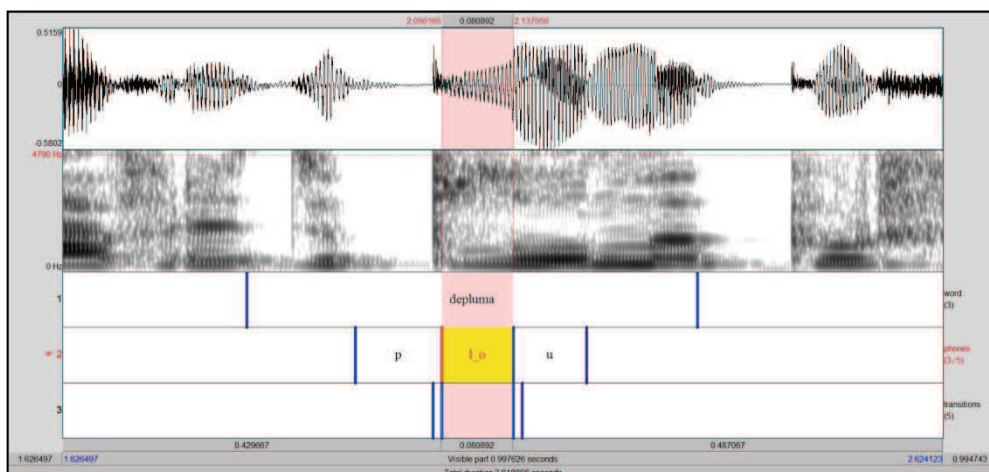 2.056165 0.080892 2.137056
0.5159
0
-0.5802
4796 Hz
0 Hz
1 depluma word (3)
2 p l_o u phones (3/5)
3 transitions (5)
0.429667 0.080892 0.487067
1.626497 1.626497 Visible part 0.997626 seconds 2.624123 0.994743